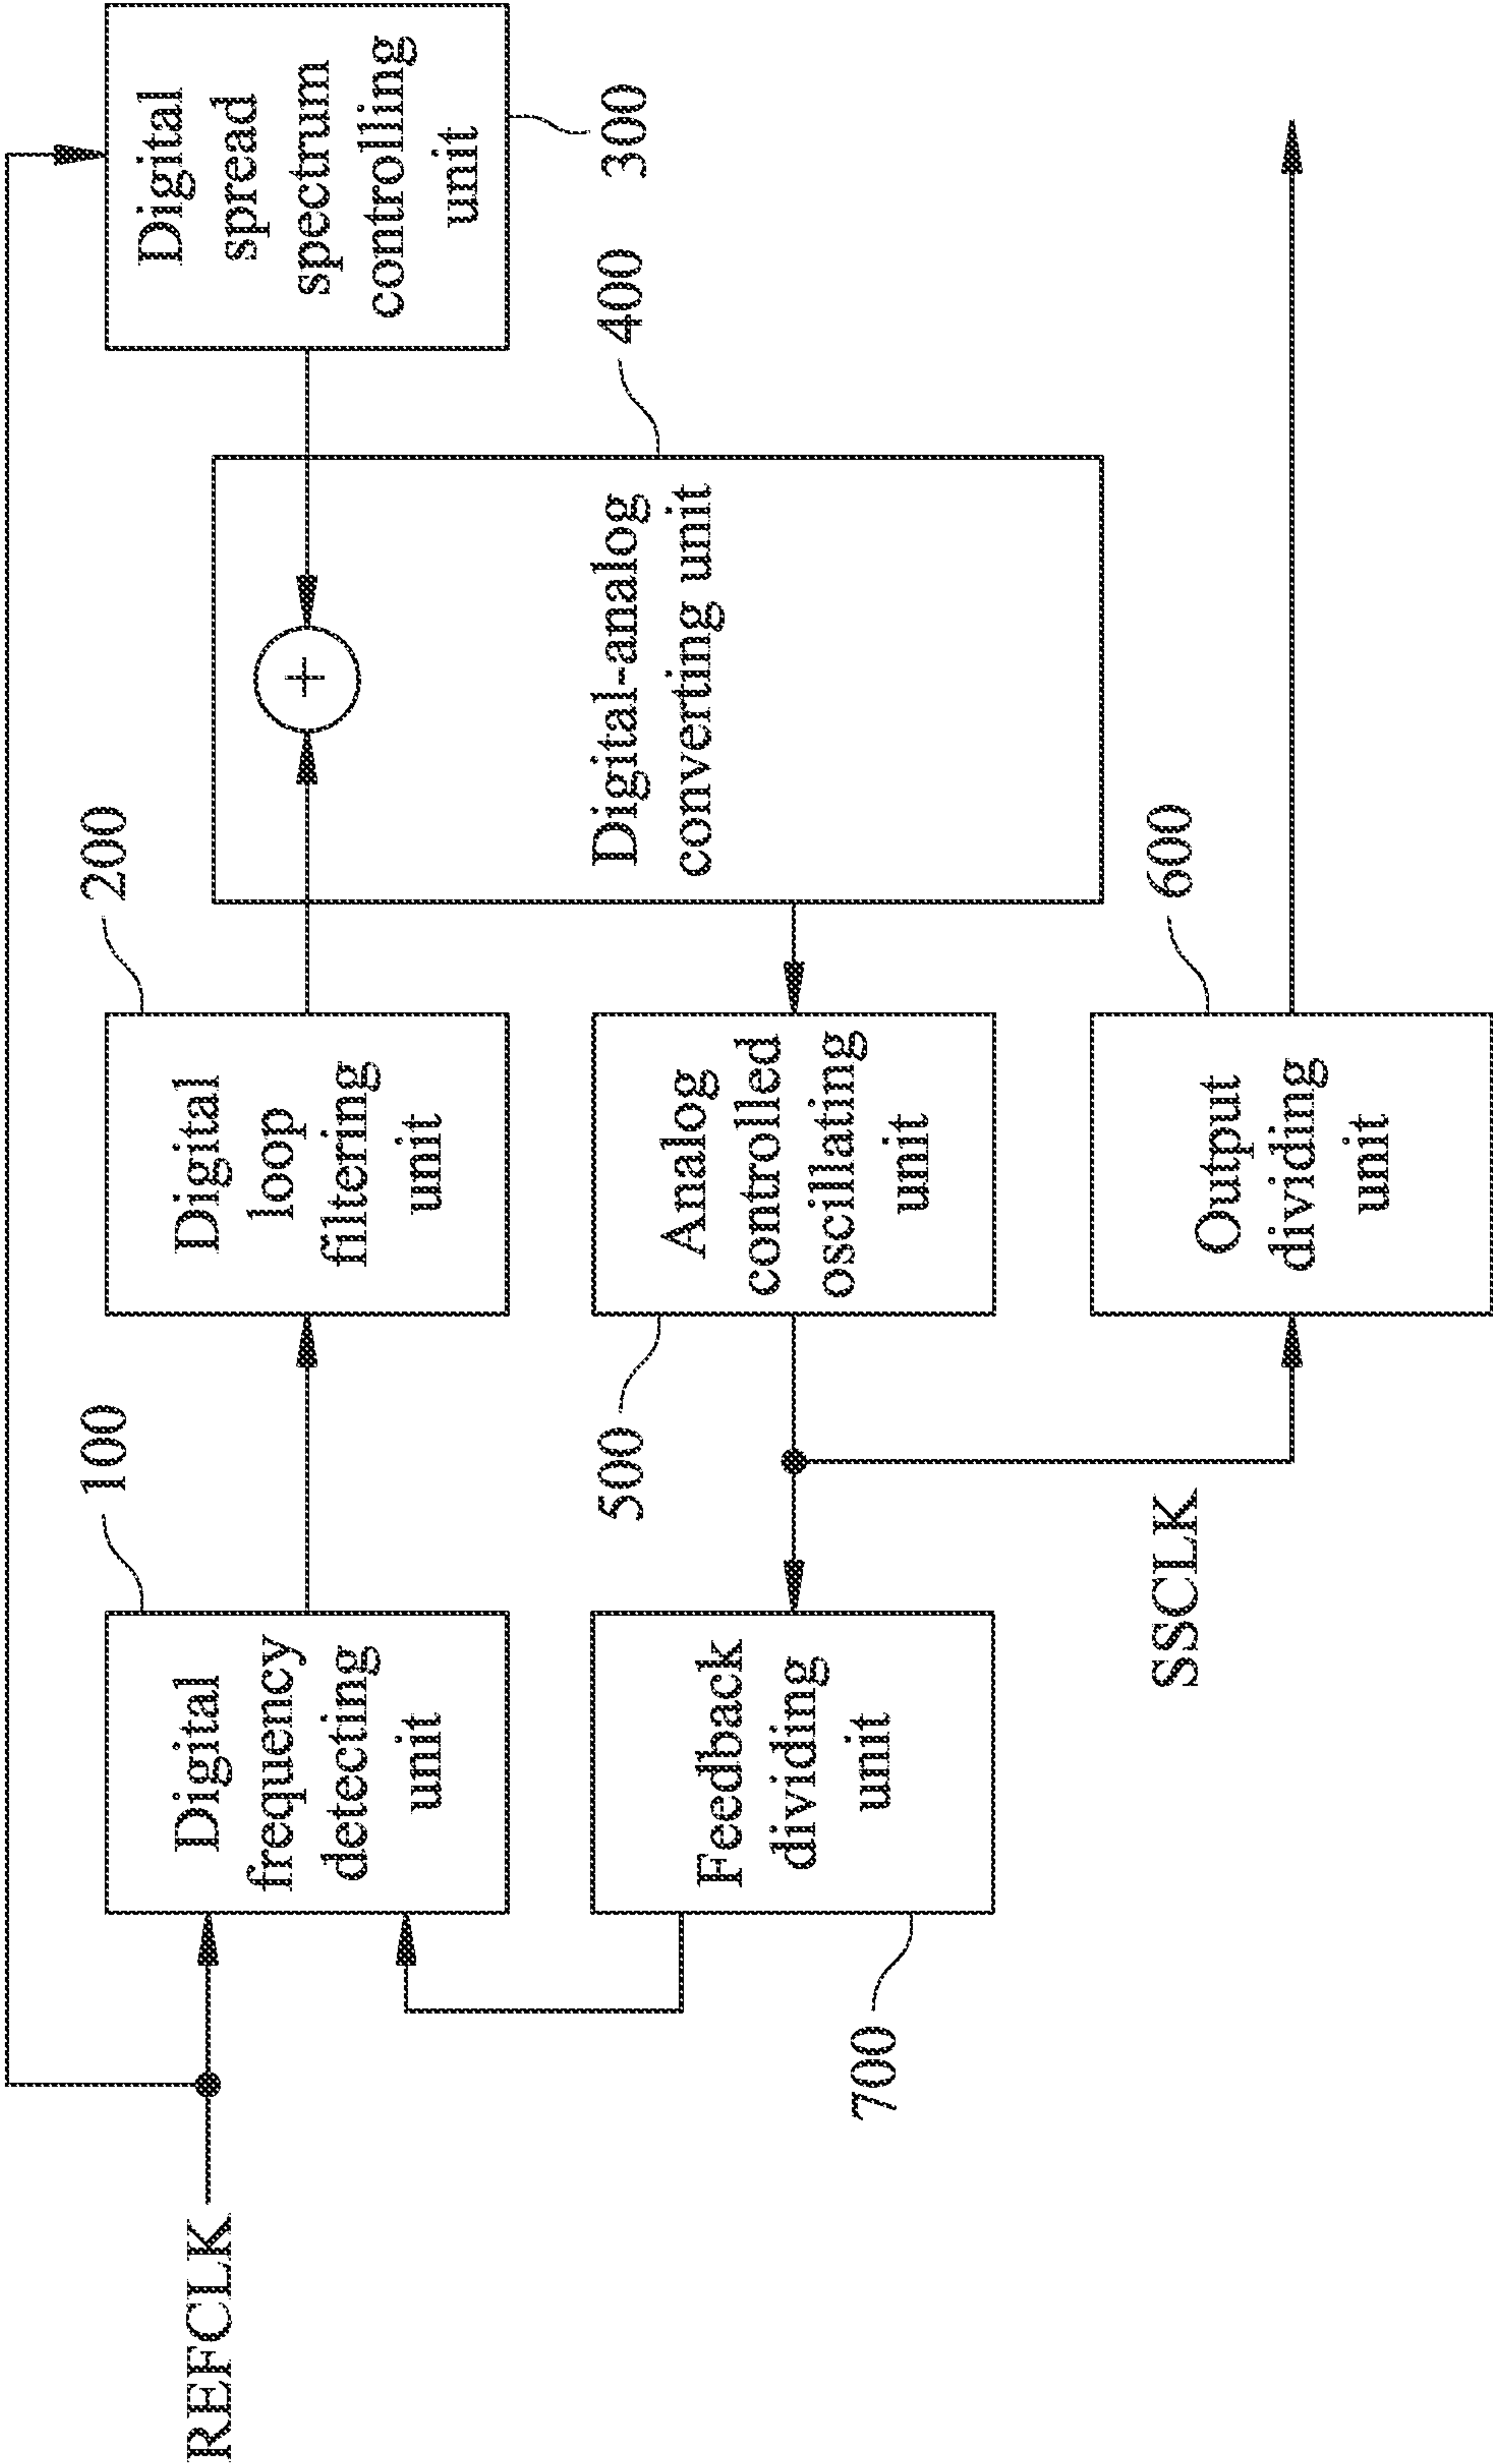 REFCLK
100
Digital
frequency
detecting
unit
200
Digital
loop
filtering
unit
Digital
spread
spectrum
controlling
unit
300
400
+
Digital-analog
converting unit
500
Analog
controlled
oscillating
unit
700
Feedback
dividing
unit
SSCLK
600
Output
dividing
unit